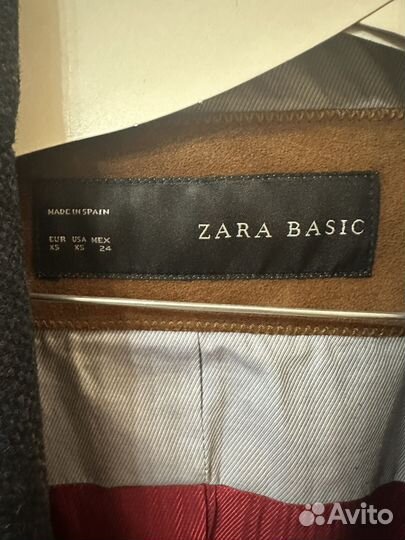 MADE IN SPAIN
EUR USA MEX
XS XS 24
ZARA BASIC
Avito